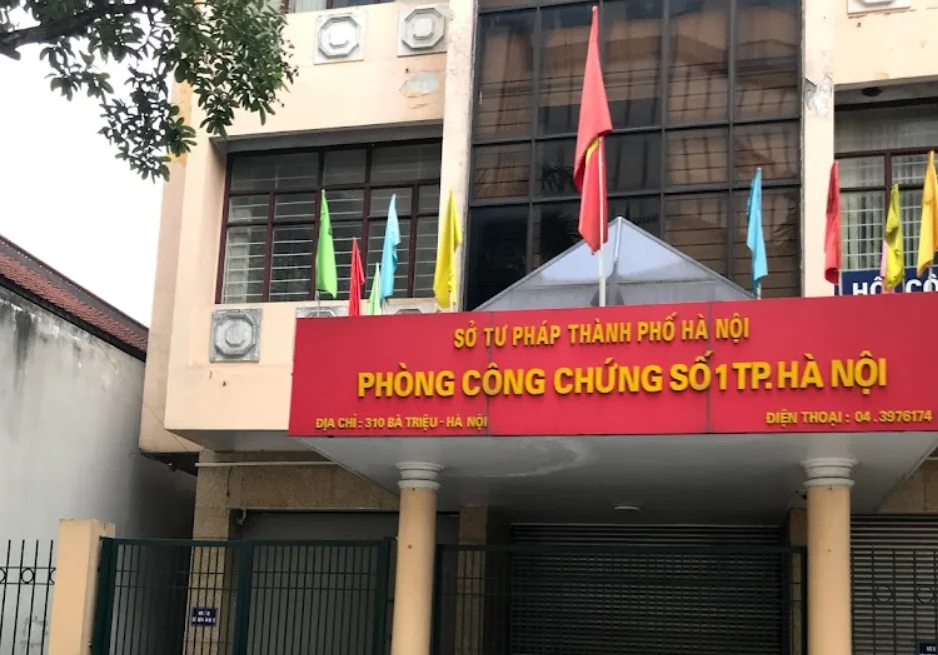 SỞ TƯ PHÁP THÀNH PHỐ HÀ NỘI
PHÒNG CÔNG CHỨNG SỐ 1 TP. HÀ NỘI
ĐỊA CHỈ : 310 BÀ TRIỆU - HÀ NỘI
ĐIỆN THOẠI : 04 . 3976174